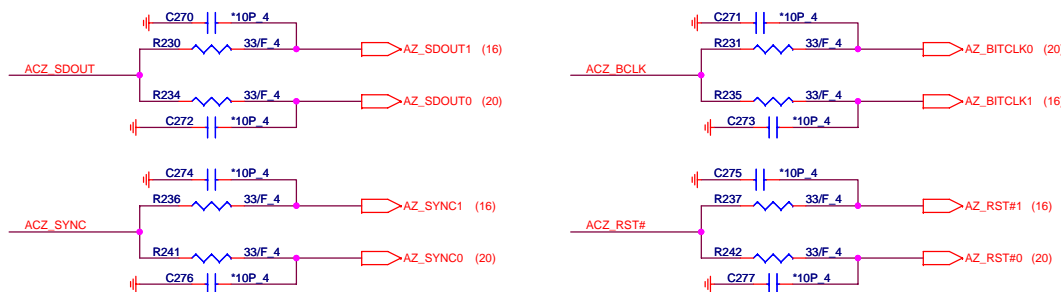 C270 *10P_4
R230 33/F_4 AZ_SDOUT1 (16)
ACZ_SDOUT
R234 33/F_4 AZ_SDOUT0 (20)
C272 *10P_4
C271 *10P_4
R231 33/F_4 AZ_BITCLK0 (20)
ACZ_BCLK
R235 33/F_4 AZ_BITCLK1 (16)
C273 *10P_4
C274 *10P_4
R236 33/F_4 AZ_SYNC1 (16)
ACZ_SYNC
R241 33/F_4 AZ_SYNC0 (20)
C276 *10P_4
C275 *10P_4
R237 33/F_4 AZ_RST#1 (16)
ACZ_RST#
R242 33/F_4 AZ_RST#0 (20)
C277 *10P_4